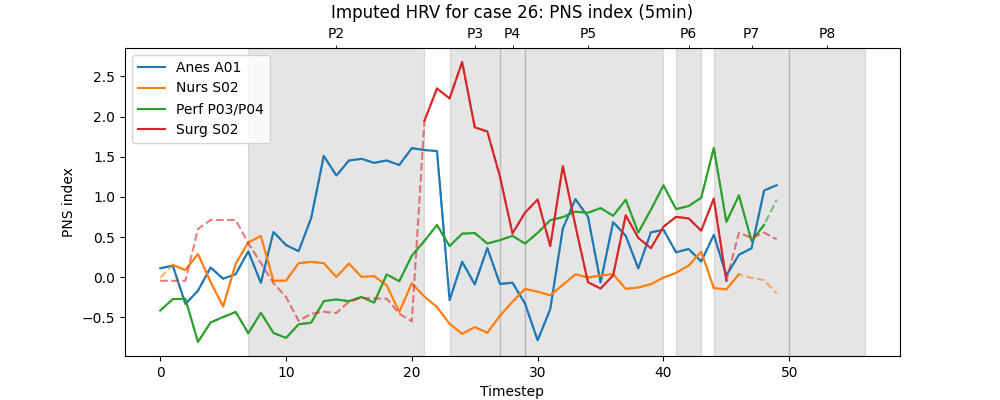 Imputed HRV for case 26: PNS index (5min)
P2 P3 P4 P5 P6 P7 P8
Anes A01
Nurs S02
Perf P03/P04
Surg S02
PNS index
2.5
2.0
1.5
1.0
0.5
0.0
−0.5
0 10 20 30 40 50
Timestep